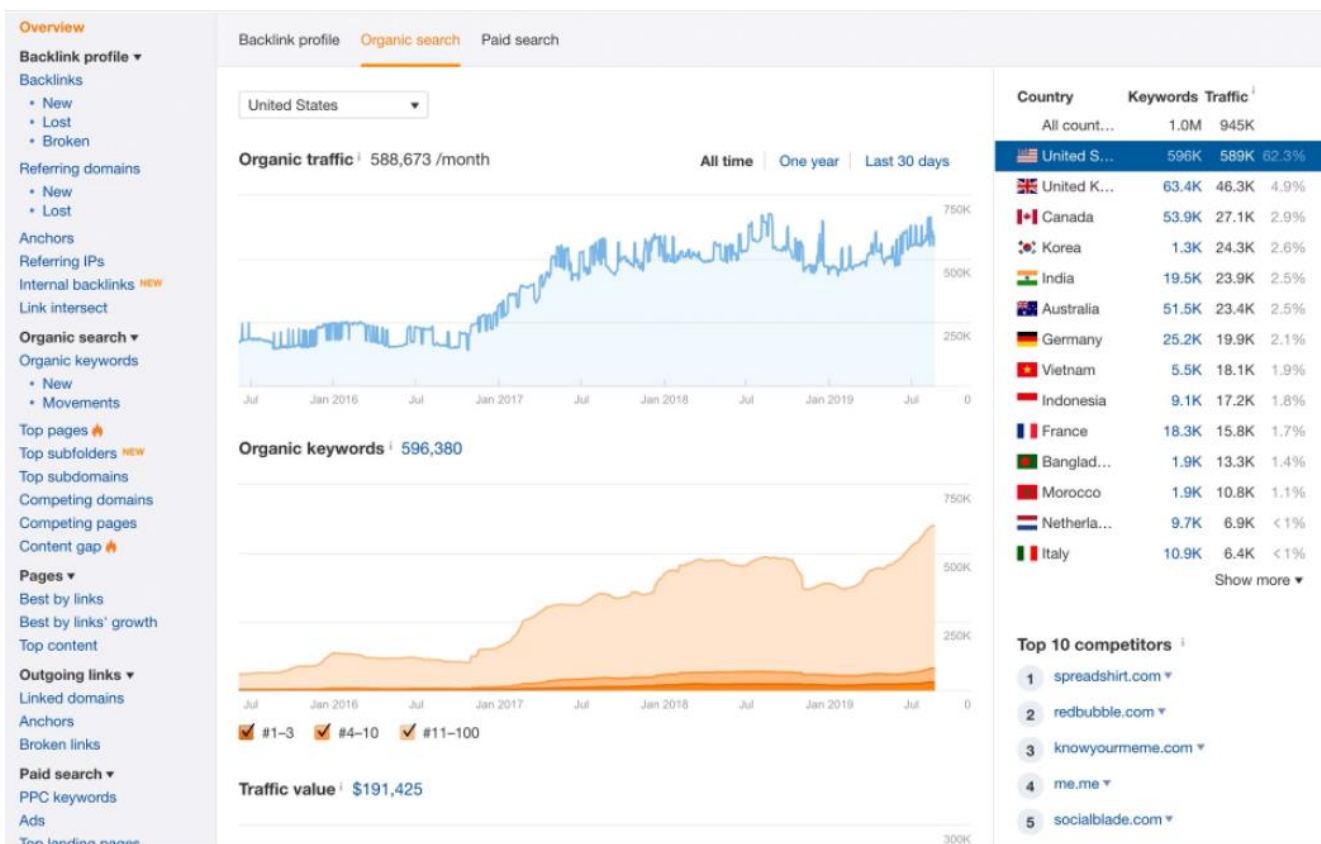 Overview
Backlink profile ▾
Backlinks
• New
• Lost
• Broken
Referring domains
• New
• Lost
Anchors
Referring IPs
Internal backlinks NEW
Link intersect
Organic search ▾
Organic keywords
• New
• Movements
Top pages
Top subfolders NEW
Top subdomains
Competing domains
Competing pages
Content gap
Pages ▾
Best by links
Best by links' growth
Top content
Outgoing links ▾
Linked domains
Anchors
Broken links
Paid search ▾
PPC keywords
Ads
Top landing pages
Backlink profile Organic search Paid search
United States ▾
Organic traffic i 588,673 /month All time One year Last 30 days
750K
500K
250K
Jul Jan 2016 Jul Jan 2017 Jul Jan 2018 Jul Jan 2019 Jul 0
Organic keywords i 596,380
750K
500K
250K
Jul Jan 2016 Jul Jan 2017 Jul Jan 2018 Jul Jan 2019 Jul 0
#1–3 #4–10 #11–100
Traffic value i $191,425
300K
Country Keywords Traffic i
All count... 1.0M 945K
United S... 596K 589K 62.3%
United K... 63.4K 46.3K 4.9%
Canada 53.9K 27.1K 2.9%
Korea 1.3K 24.3K 2.6%
India 19.5K 23.9K 2.5%
Australia 51.5K 23.4K 2.5%
Germany 25.2K 19.9K 2.1%
Vietnam 5.5K 18.1K 1.9%
Indonesia 9.1K 17.2K 1.8%
France 18.3K 15.8K 1.7%
Banglad... 1.9K 13.3K 1.4%
Morocco 1.9K 10.8K 1.1%
Netherla... 9.7K 6.9K <1%
Italy 10.9K 6.4K <1%
Show more ▾
Top 10 competitors i
1 spreadshirt.com ▾
2 redbubble.com ▾
3 knowyourmeme.com ▾
4 me.me ▾
5 socialblade.com ▾